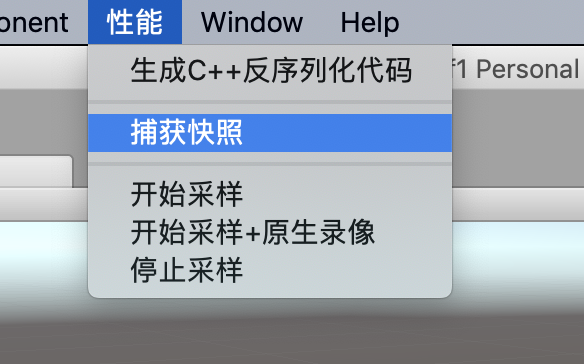 onent 性能 Window Help
生成C++反序列化代码
f1 Personal
捕获快照
开始采样
开始采样+原生录像
停止采样